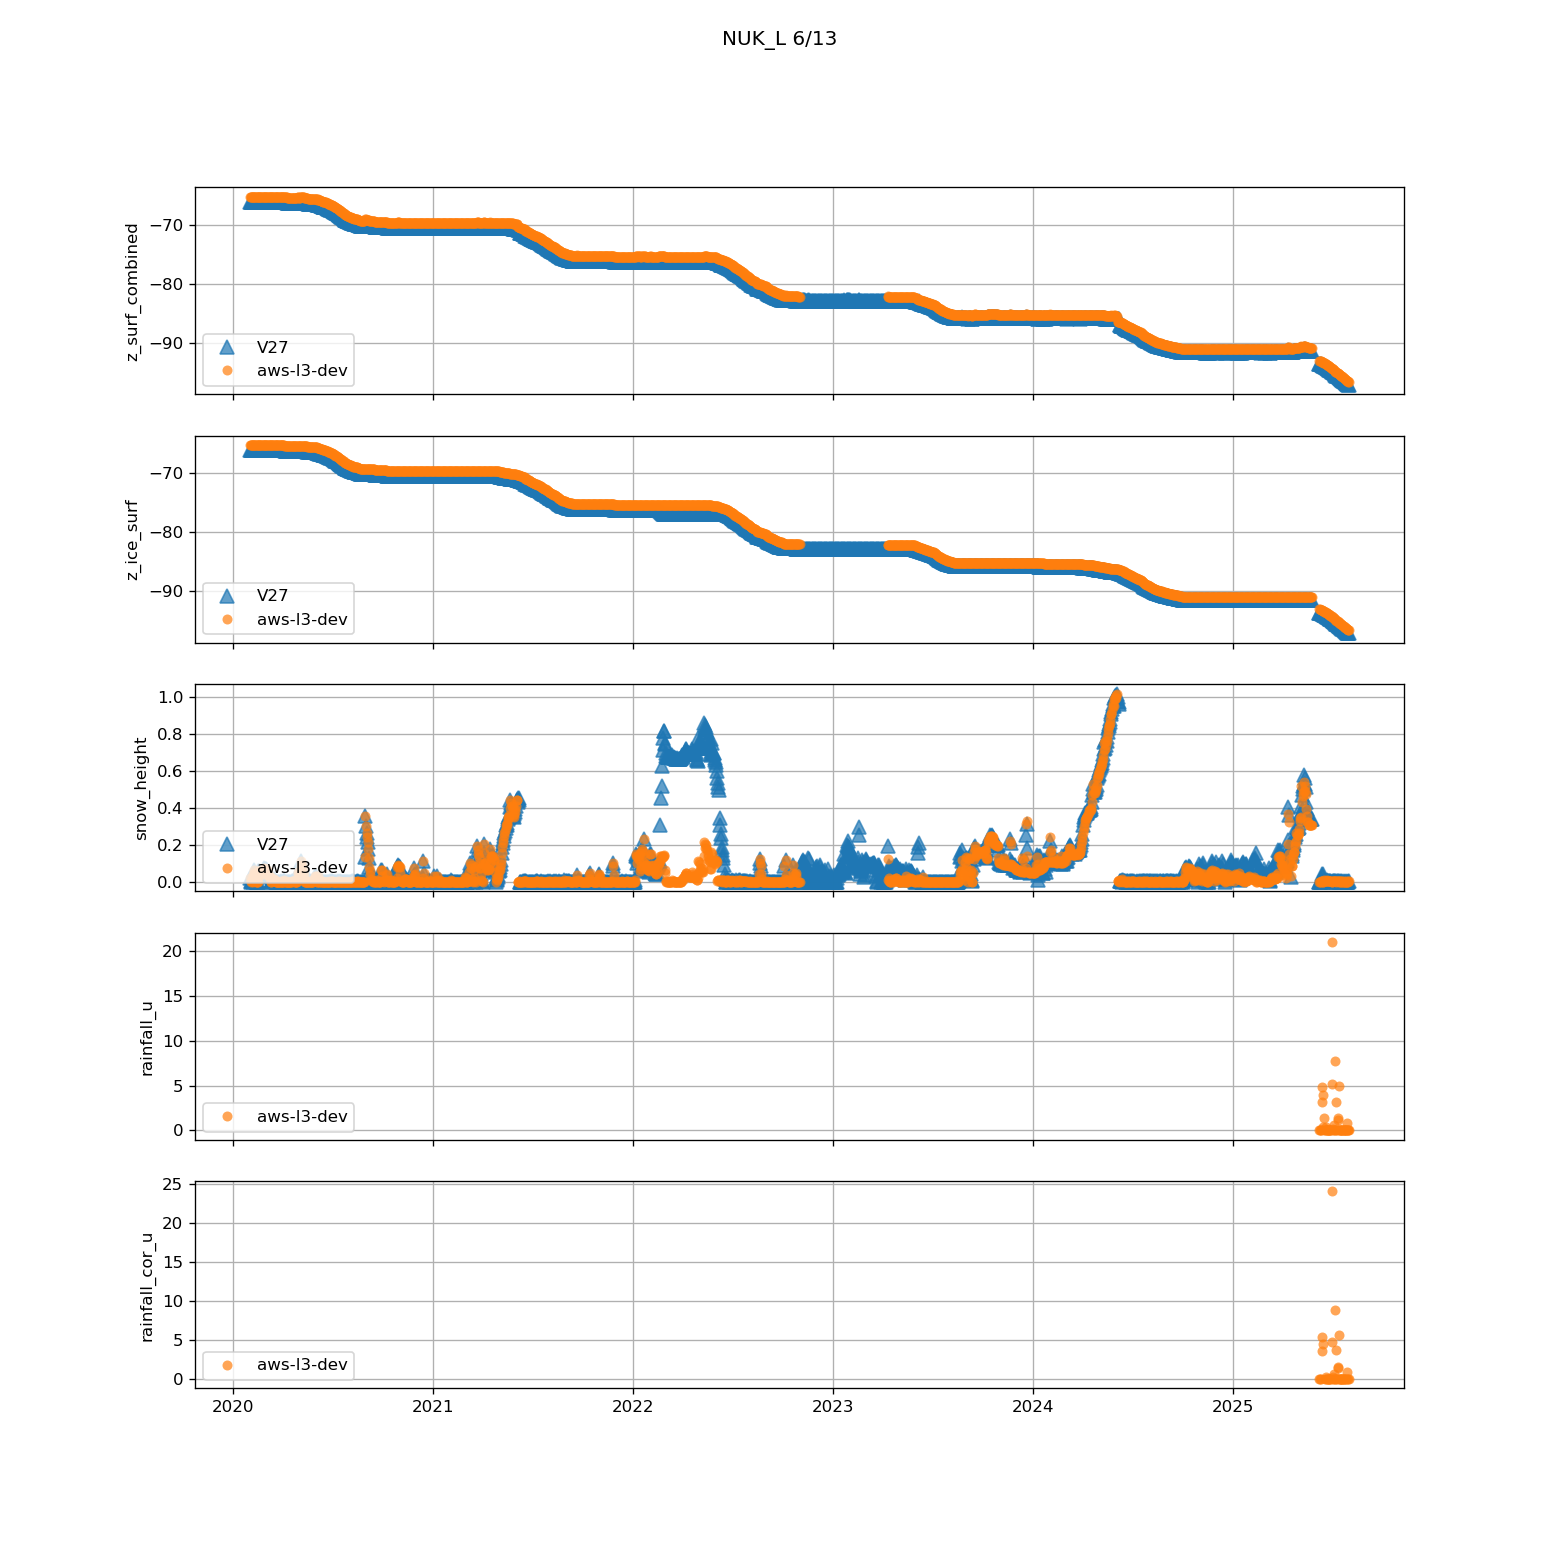 NUK_L 6/13
z_surf_combined
−70
−80
−90
V27
aws-l3-dev
z_ice_surf
−70
−80
−90
V27
aws-l3-dev
snow_height
1.0
0.8
0.6
0.4
0.2
0.0
V27
aws-l3-dev
rainfall_u
20
15
10
5
0
aws-l3-dev
rainfall_cor_u
25
20
15
10
5
0
aws-l3-dev
2020 2021 2022 2023 2024 2025